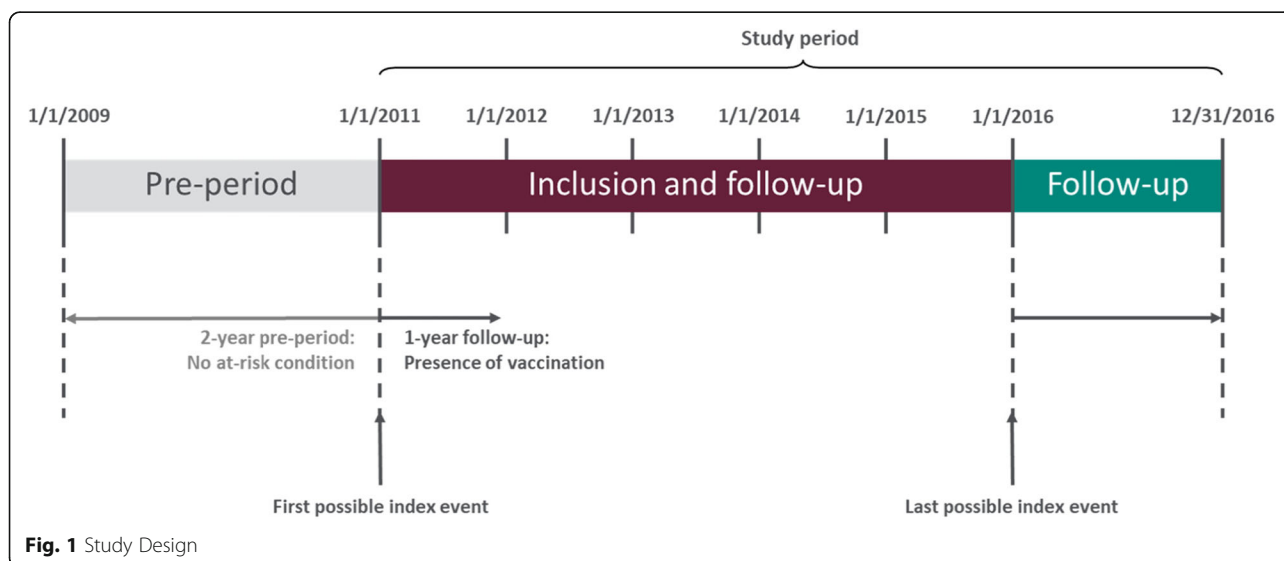 Study period
1/1/2009
1/1/2011
1/1/2012
1/1/2013
1/1/2014
1/1/2015
1/1/2016
12/31/2016
Pre-period
Inclusion and follow-up
Follow-up
2-year pre-period:
No at-risk condition
1-year follow-up:
Presence of vaccination
First possible index event
Last possible index event
Fig. 1 Study Design